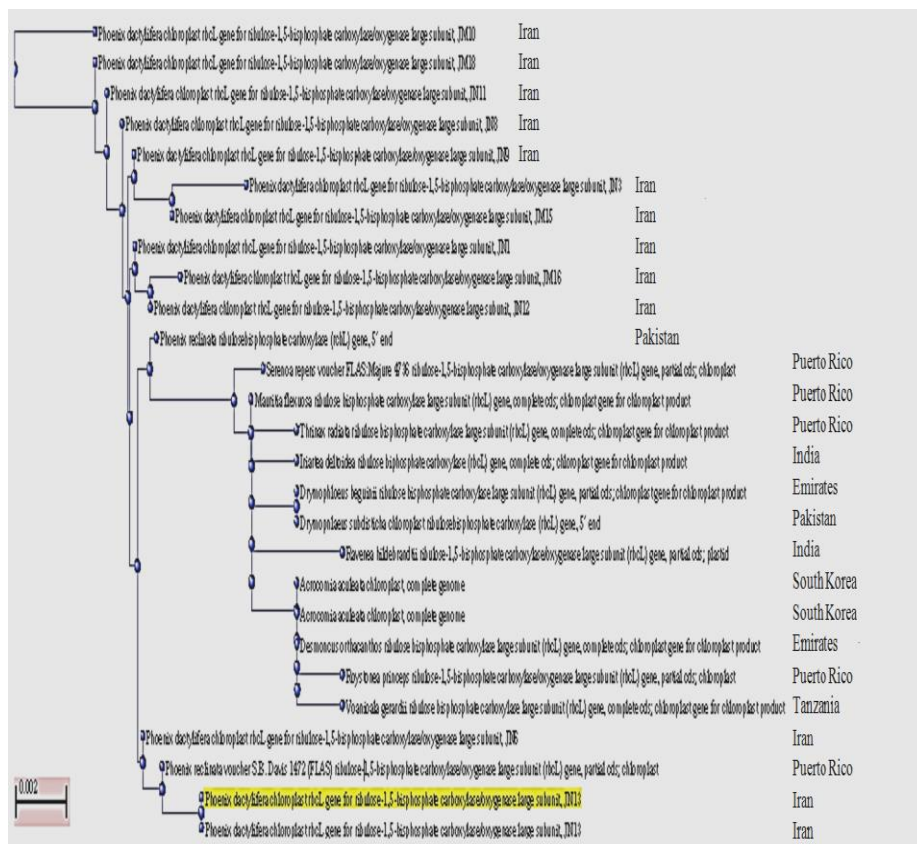 Phoenix dactylifera chloroplast rbcL gene for ribulose-1,5-bisphosphate carboxylase/oxygenase large subunit, JM10 Iran
Phoenix dactylifera chloroplast rbcL gene for ribulose-1,5-bisphosphate carboxylase/oxygenase large subunit, JM18 Iran
Phoenix dactylifera chloroplast rbcL gene for ribulose-1,5-bisphosphate carboxylase/oxygenase large subunit, JN11 Iran
Phoenix dactylifera chloroplast rbcL gene for ribulose-1,5-bisphosphate carboxylase/oxygenase large subunit, JN8 Iran
Phoenix dactylifera chloroplast rbcL gene for ribulose-1,5-bisphosphate carboxylase/oxygenase large subunit, JN9 Iran
Phoenix dactylifera chloroplast rbcL gene for ribulose-1,5-bisphosphate carboxylase/oxygenase large subunit, JN3 Iran
Phoenix dactylifera chloroplast rbcL gene for ribulose-1,5-bisphosphate carboxylase/oxygenase large subunit, JM15 Iran
Phoenix dactylifera chloroplast rbcL gene for ribulose-1,5-bisphosphate carboxylase/oxygenase large subunit, JN1 Iran
Phoenix dactylifera chloroplast rbcL gene for ribulose-1,5-bisphosphate carboxylase/oxygenase large subunit, JM16 Iran
Phoenix dactylifera chloroplast rbcL gene for ribulose-1,5-bisphosphate carboxylase/oxygenase large subunit, JN12 Iran
Phoenix reclinata ribulosebisphosphate carboxylase (rbcL) gene, 5' end Pakistan
Serenoa repens voucher FLAS:Majure 4736 ribulose-1,5-bisphosphate carboxylase/oxygenase large subunit (rbcL) gene, partial cds; chloroplast Puerto Rico
Mauritia flexuosa ribulose bisphosphate carboxylase large subunit (rbcL) gene, complete cds; chloroplast gene for chloroplast product Puerto Rico
Thrinax radiata ribulose bisphosphate carboxylase large subunit (rbcL) gene, complete cds; chloroplast gene for chloroplast product Puerto Rico
Iriartea deltoidea ribulose biphosphate carboxylase (rbcL) gene, complete cds; chloroplast gene for chloroplast product India
Drymophloeus beguinii ribulose bisphosphate carboxylase large subunit (rbcL) gene, partial cds; chloroplast gene for chloroplast product Emirates
Drymophloeus subdisticha chloroplast ribulosebisphosphate carboxylase (rbcL) gene, 5' end Pakistan
Ravenea hildebrandtii ribulose-1,5-bisphosphate carboxylase/oxygenase large subunit (rbcL) gene, partial cds; plastid India
Acrocomia aculeata chloroplast, complete genome South Korea
Acrocomia aculeata chloroplast, complete genome South Korea
Desmoncus orthacanthos ribulose bisphosphate carboxylase large subunit (rbcL) gene, complete cds; chloroplast gene for chloroplast product Emirates
Roystonea princeps ribulose-1,5-bisphosphate carboxylase/oxygenase large subunit (rbcL) gene, partial cds; chloroplast Puerto Rico
Voanioala gerardii ribulose bisphosphate carboxylase large subunit (rbcL) gene, complete cds; chloroplast gene for chloroplast product Tanzania
Phoenix dactylifera chloroplast rbcL gene for ribulose-1,5-bisphosphate carboxylase/oxygenase large subunit, Iran
Phoenix reclinata voucher S.B. Davis 1472 (FLAS) ribulose-1,5-bisphosphate carboxylase/oxygenase large subunit (rbcL) gene, partial cds; chloroplast Puerto Rico
Phoenix dactylifera chloroplast rbcL gene for ribulose-1,5-bisphosphate carboxylase/oxygenase large subunit, JN13 Iran
Phoenix dactylifera chloroplast rbcL gene for ribulose-1,5-bisphosphate carboxylase/oxygenase large subunit, JN13 Iran
0.002